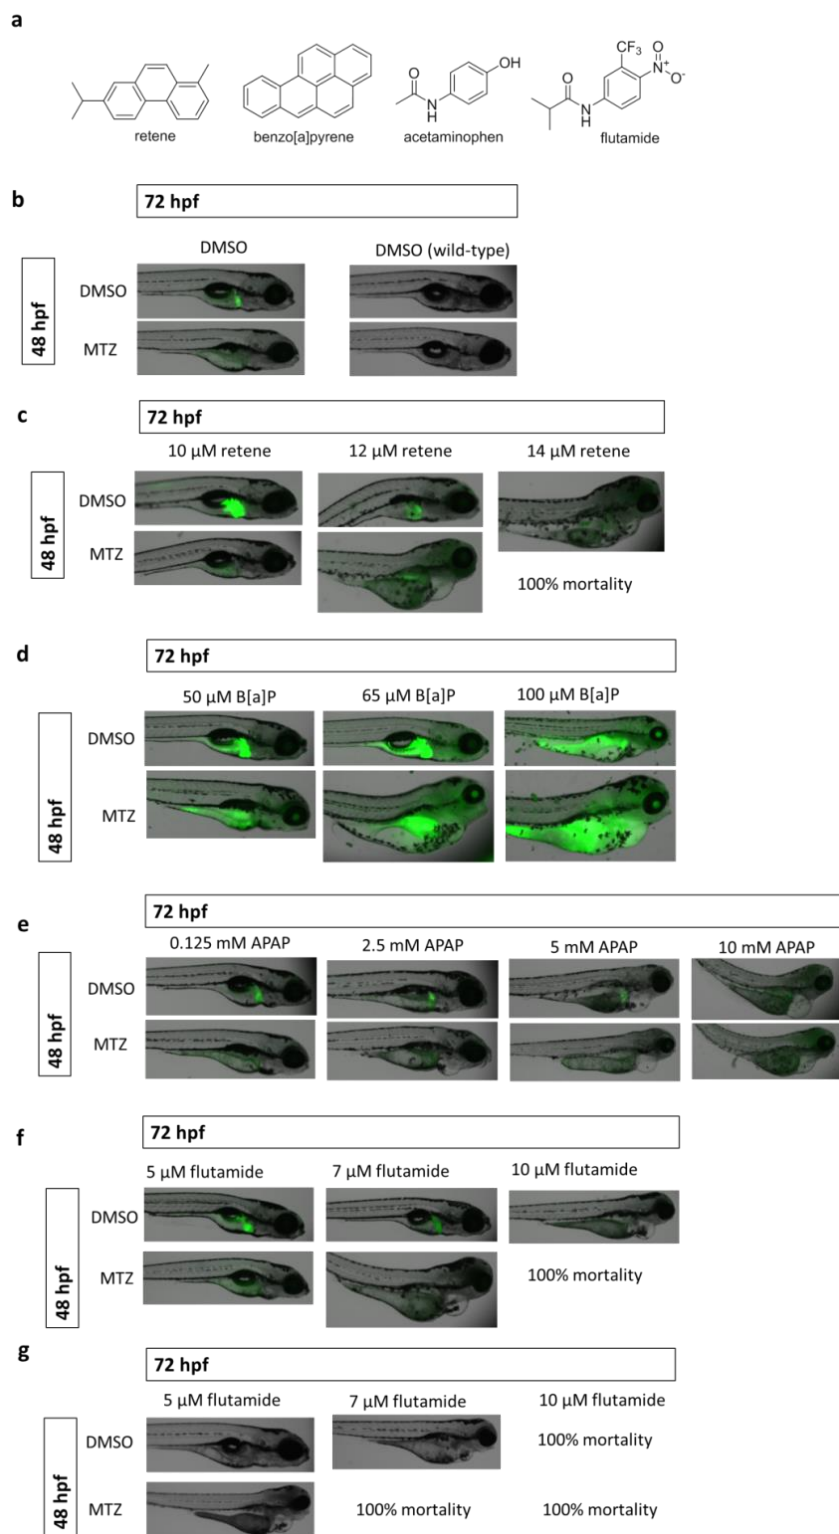 a
CF₃
O
N⁺
O⁻
O
N
H
OH
O
N
H
retene
benzo[a]pyrene
acetaminophen
flutamide
b
72 hpf
DMSO
DMSO (wild-type)
48 hpf
DMSO
MTZ
c
72 hpf
10 µM retene
12 µM retene
14 µM retene
48 hpf
DMSO
MTZ
100% mortality
d
72 hpf
50 µM B[a]P
65 µM B[a]P
100 µM B[a]P
48 hpf
DMSO
MTZ
e
72 hpf
0.125 mM APAP
2.5 mM APAP
5 mM APAP
10 mM APAP
48 hpf
DMSO
MTZ
f
72 hpf
5 µM flutamide
7 µM flutamide
10 µM flutamide
48 hpf
DMSO
MTZ
100% mortality
g
72 hpf
5 µM flutamide
7 µM flutamide
10 µM flutamide
48 hpf
DMSO
100% mortality
MTZ
100% mortality
100% mortality